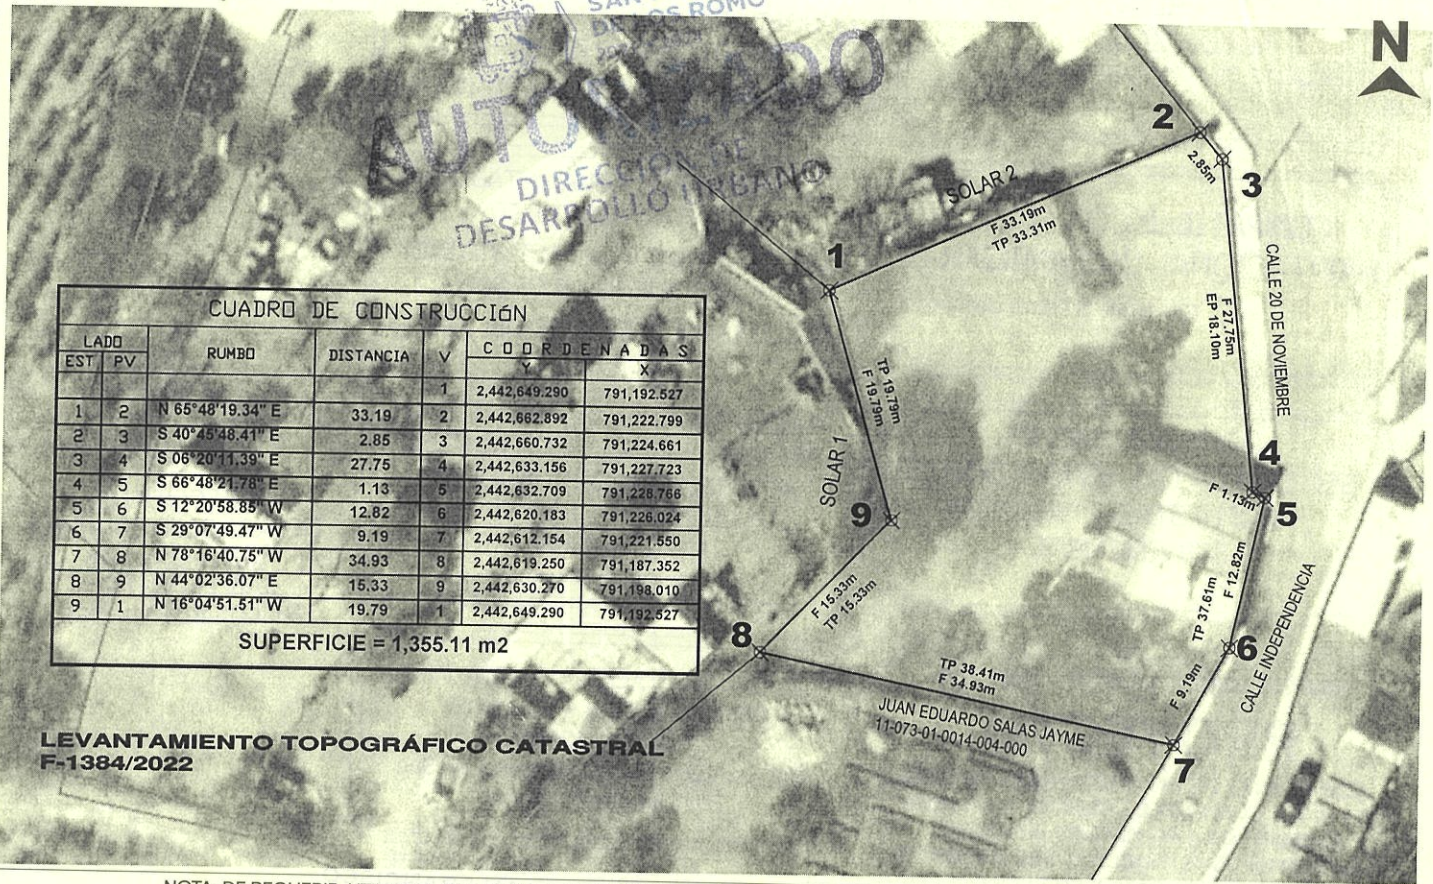 DE LOS ROMO
AUTORIZADO
DIRECCIÓN DE
DESARROLLO URBANO
N
1
2
3
4
5
6
7
8
9
SOLAR 2
F 33.19m
TP 33.31m
2.85m
F 27.75m
EP 18.10m
CALLE 20 DE NOVIEMBRE
TP 19.79m
F 19.79m
SOLAR 1
F 1.13m
F 12.82m
TP 37.61m
F 9.19m
CALLE INDEPENDENCIA
F 15.33m
TP 15.33m
TP 38.41m
F 34.93m
JUAN EDUARDO SALAS JAYME
11-073-01-0014-004-000
CUADRO DE CONSTRUCCIóN
LADO RUMBO DISTANCIA V COORDENADAS
EST PV Y X
1 2,442,649.290 791,192.527
1 2 N 65°48'19.34" E 33.19 2 2,442,662.892 791,222.799
2 3 S 40°45'48.41" E 2.85 3 2,442,660.732 791,224.661
3 4 S 06°20'11.39" E 27.75 4 2,442,633.156 791,227.723
4 5 S 66°48'21.78" E 1.13 5 2,442,632.709 791,228.766
5 6 S 12°20'58.85" W 12.82 6 2,442,620.183 791,226.024
6 7 S 29°07'49.47" W 9.19 7 2,442,612.154 791,221.550
7 8 N 78°16'40.75" W 34.93 8 2,442,619.250 791,187.352
8 9 N 44°02'36.07" E 15.33 9 2,442,630.270 791,198.010
9 1 N 16°04'51.51" W 19.79 1 2,442,649.290 791,192.527
SUPERFICIE = 1,355.11 m2
LEVANTAMIENTO TOPOGRÁFICO CATASTRAL
F-1384/2022